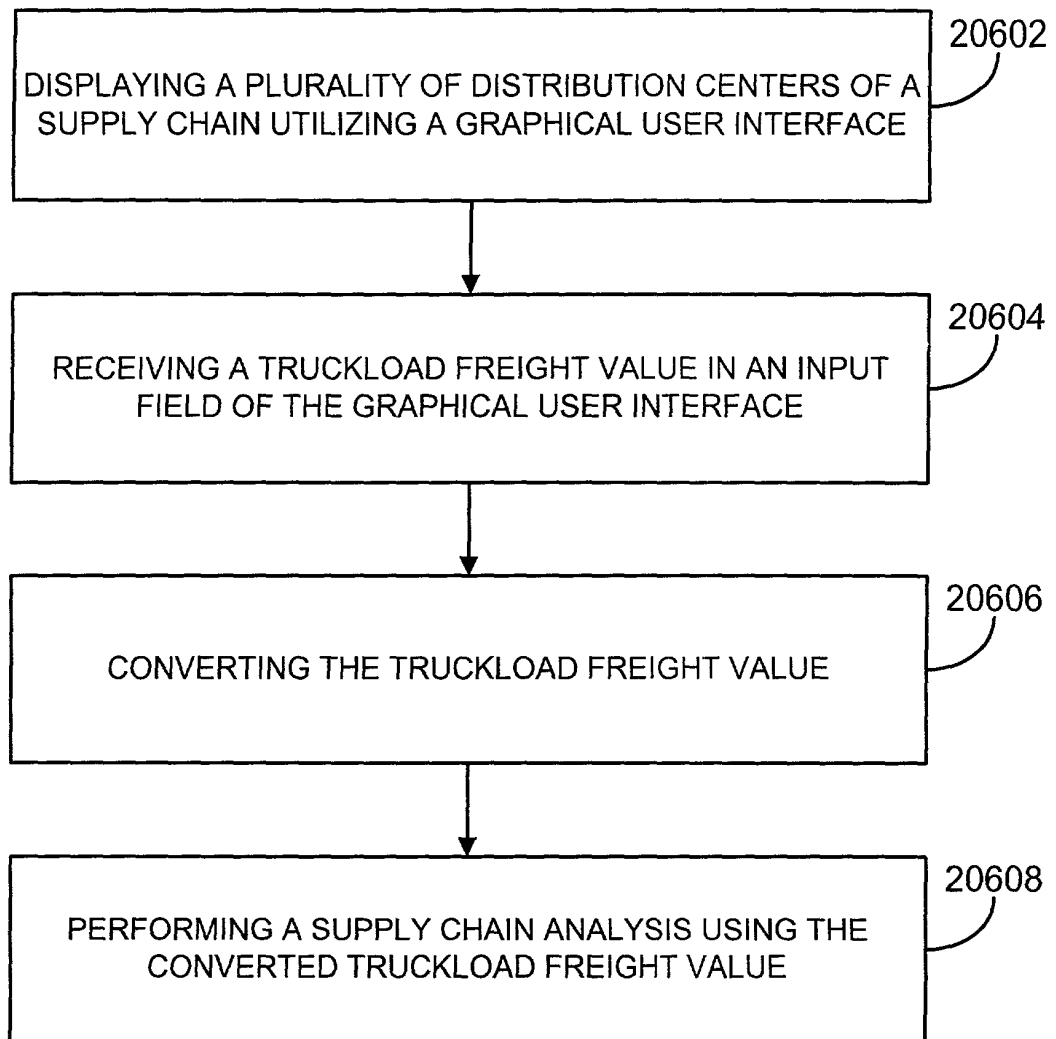 20602
DISPLAYING A PLURALITY OF DISTRIBUTION CENTERS OF A
SUPPLY CHAIN UTILIZING A GRAPHICAL USER INTERFACE
20604
RECEIVING A TRUCKLOAD FREIGHT VALUE IN AN INPUT
FIELD OF THE GRAPHICAL USER INTERFACE
20606
CONVERTING THE TRUCKLOAD FREIGHT VALUE
20608
PERFORMING A SUPPLY CHAIN ANALYSIS USING THE
CONVERTED TRUCKLOAD FREIGHT VALUE